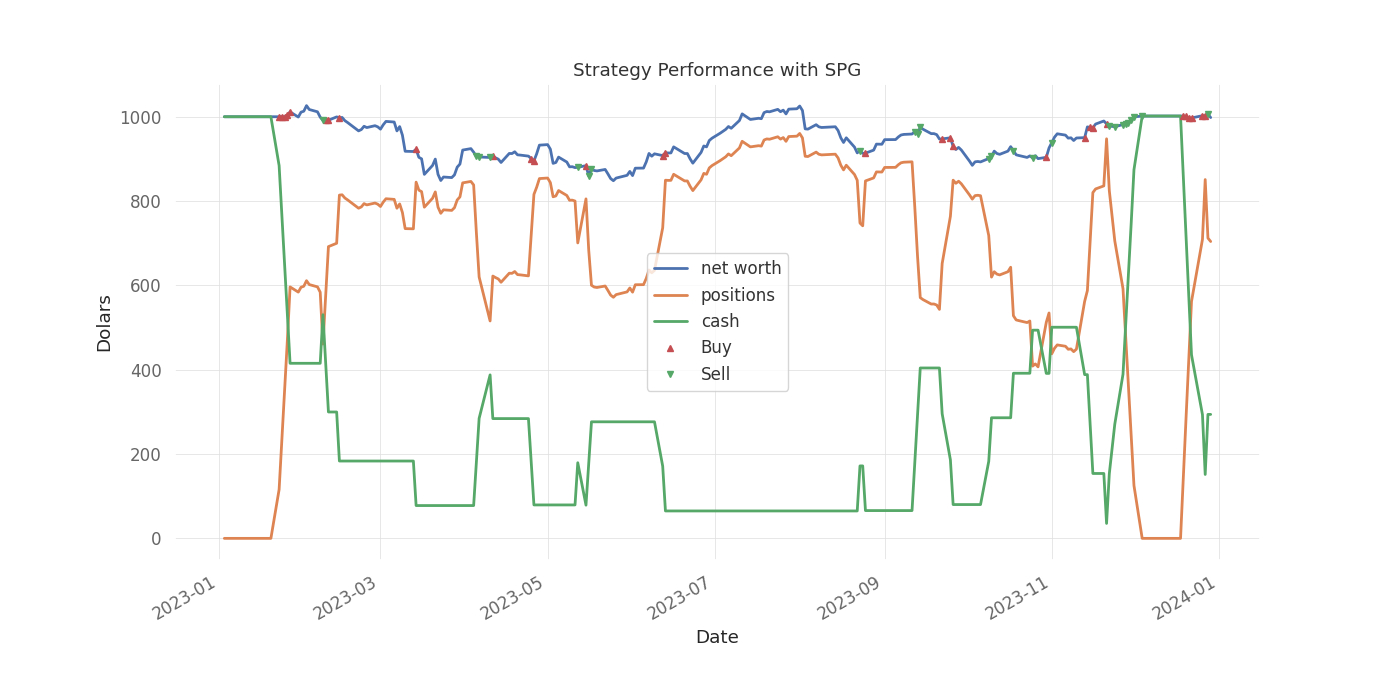 Strategy Performance with SPG
1000
800
600
400
200
0
Dolars
net worth
positions
cash
Buy
Sell
2023-01
2023-03
2023-05
2023-07
2023-09
2023-11
2024-01
Date